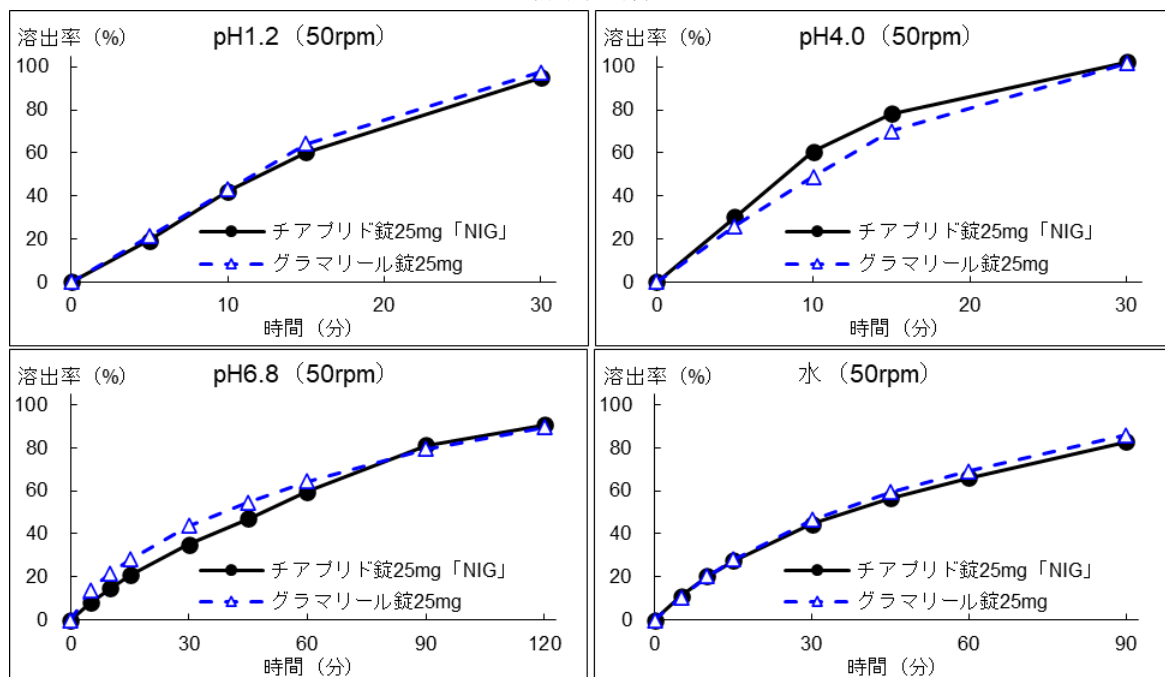 溶出率（%）
pH1.2（50rpm）
100
80
60
40
20
0
チアプリド錠25mg「NIG」
グラマリール錠25mg
0 10 20 30
時間（分）
溶出率（%）
pH4.0（50rpm）
100
80
60
40
20
0
チアプリド錠25mg「NIG」
グラマリール錠25mg
0 10 20 30
時間（分）
溶出率（%）
pH6.8（50rpm）
100
80
60
40
20
0
チアプリド錠25mg「NIG」
グラマリール錠25mg
0 30 60 90 120
時間（分）
溶出率（%）
水（50rpm）
100
80
60
40
20
0
チアプリド錠25mg「NIG」
グラマリール錠25mg
0 30 60 90
時間（分）